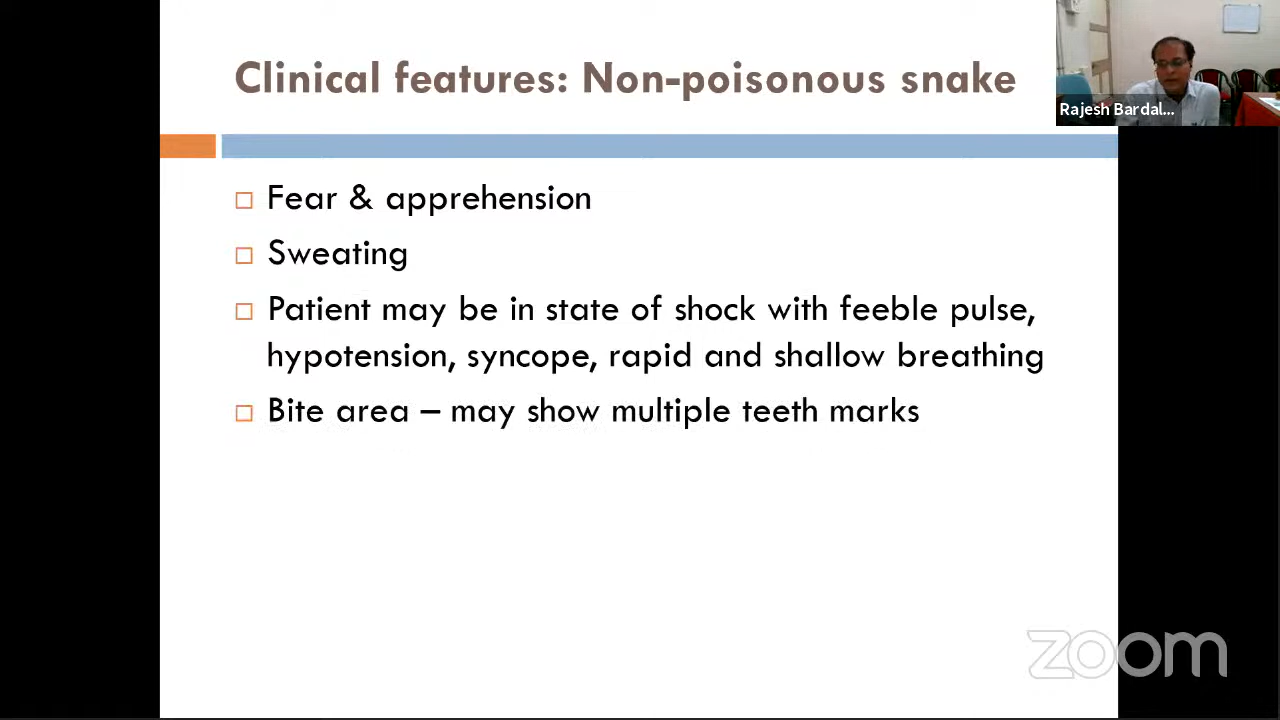 Clinical features: Non-poisonous snake
Rajesh Bardal...
Fear & apprehension
Sweating
Patient may be in state of shock with feeble pulse,
hypotension, syncope, rapid and shallow breathing
Bite area – may show multiple teeth marks
zoom